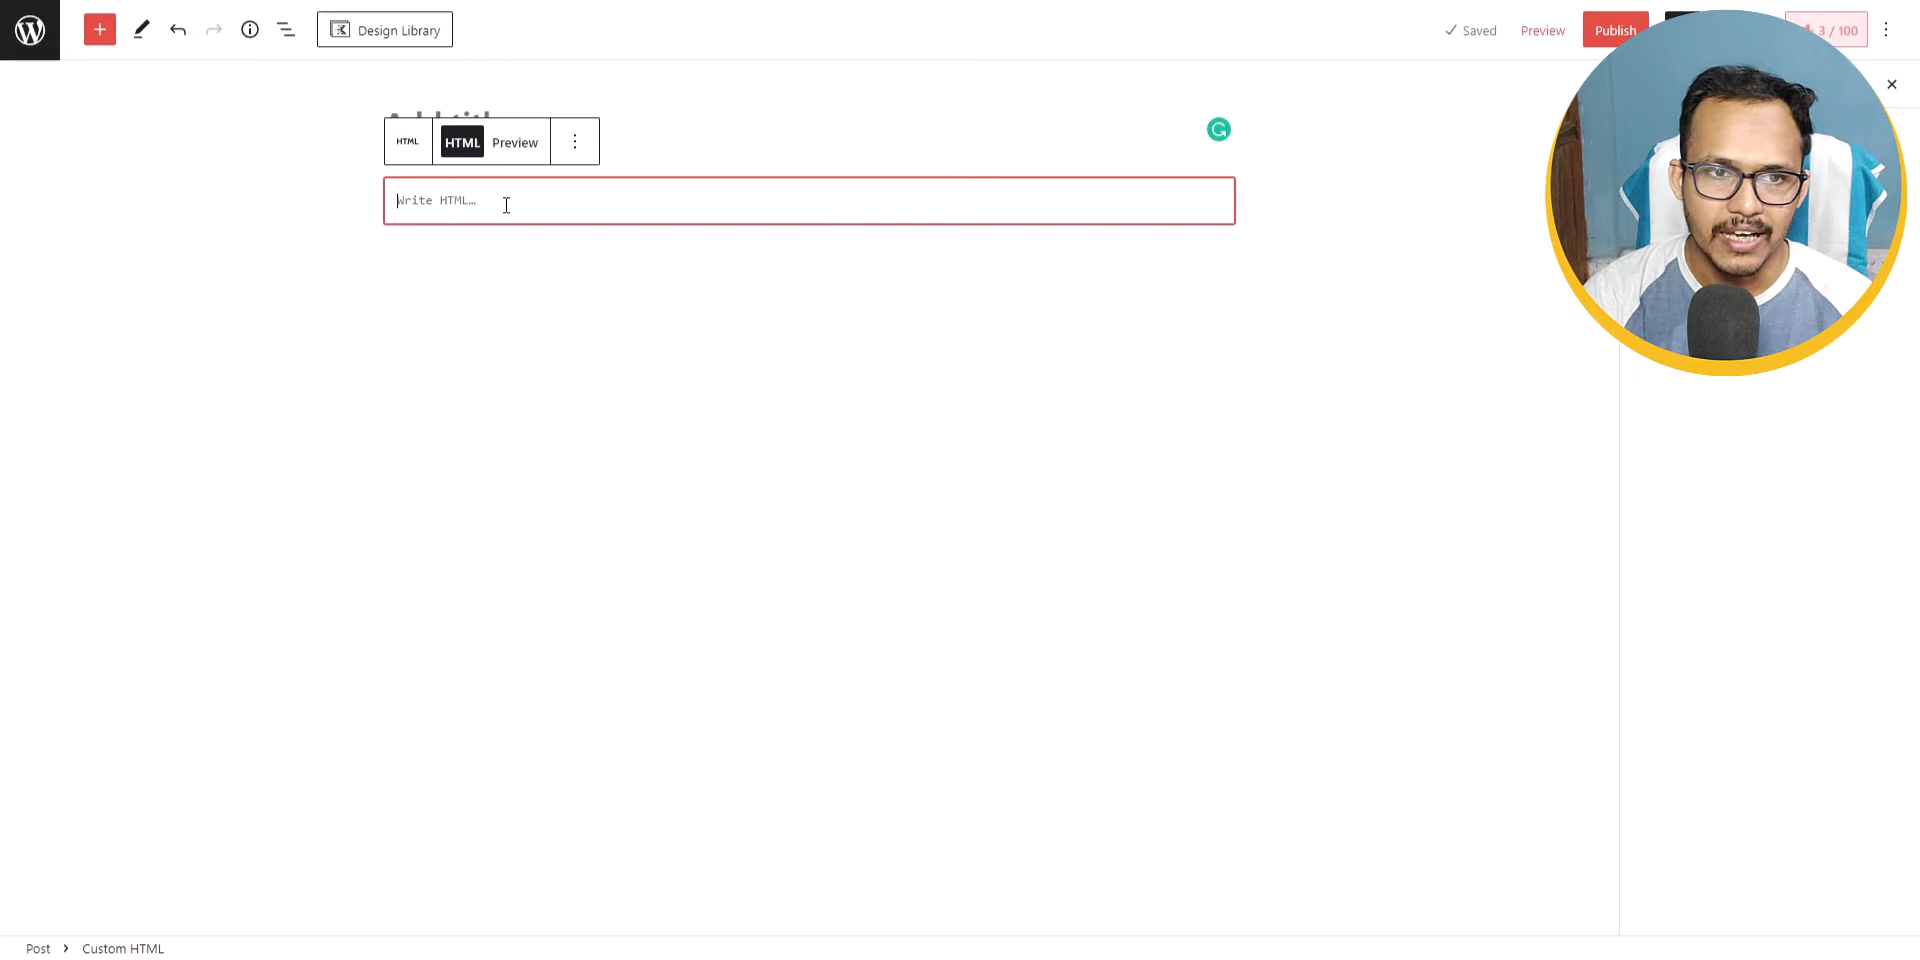 Design Library
Saved
Preview
Publish
3 / 100
HTML
HTML
Preview
Write HTML…
Post
Custom HTML